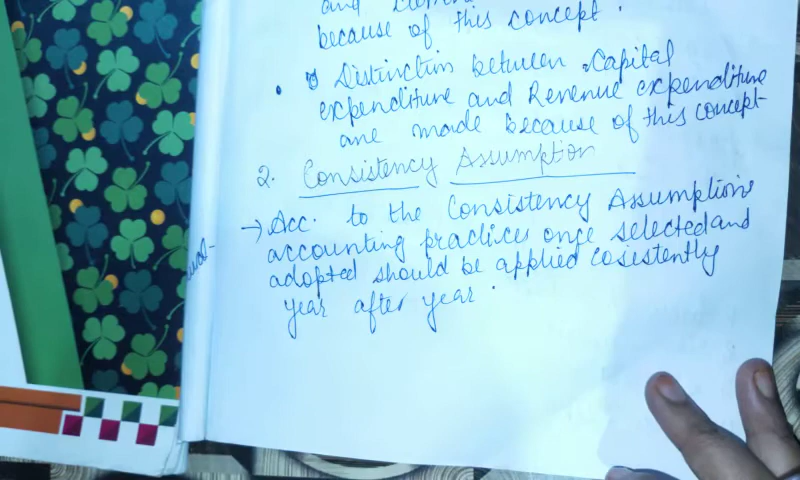 and
because of this concept.
• Distinction between Capital
expenditure and Revenue expenditure
are made because of this concept
2. Consistency Assumption
→ Acc. to the Consistency Assumption
accounting practices once selected and
adopted should be applied cosistently
year after year.